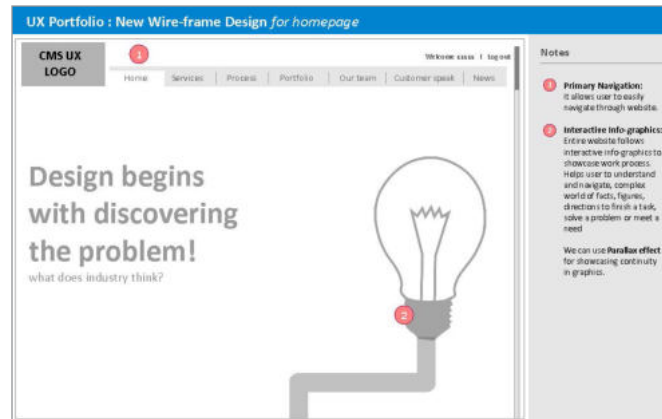 UX Portfolio : New Wire-frame Design for homepage
CMS UX
LOGO
1
Welcome | log out
Home
Services
Process
Portfolio
Our team
Customer speak
News
Design begins
with discovering
the problem!
what does industry think?
2
Notes
Primary Navigation:
It allows user to easily
navigate through website.
Interactive Info-graphics:
Entire website follows
interactive info-graphics to
showcase work process.
Helps user to understand
and navigate, complex
world of facts, figures,
directions to finish a task,
solve a problem or meet a
need
We can use Parallax effect
for showcasing continuity
in graphics.